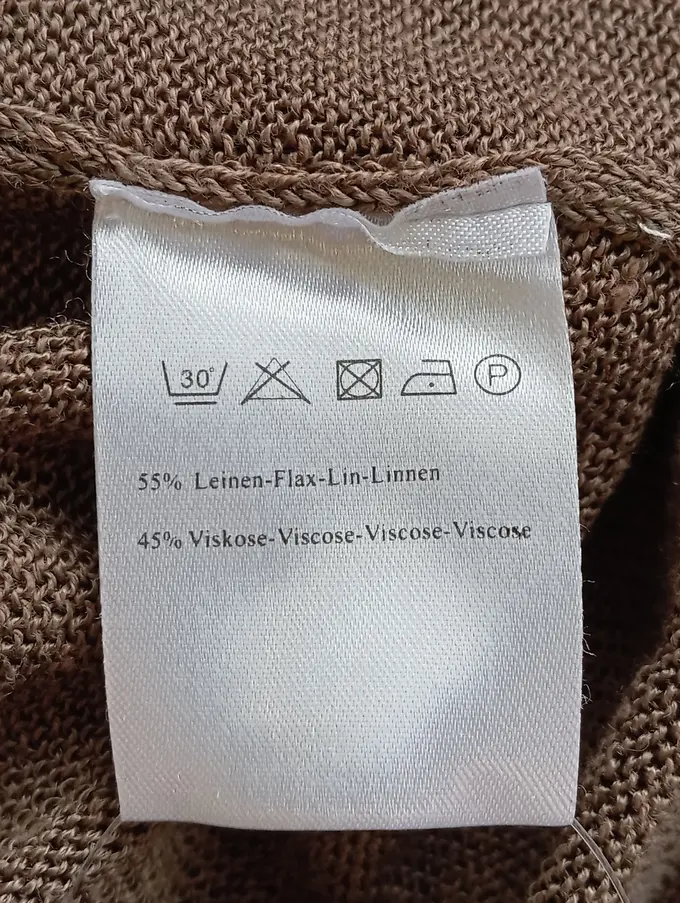 30° P
55% Leinen-Flax-Lin-Linnen
45% Viskose-Viscose-Viscose-Viscose